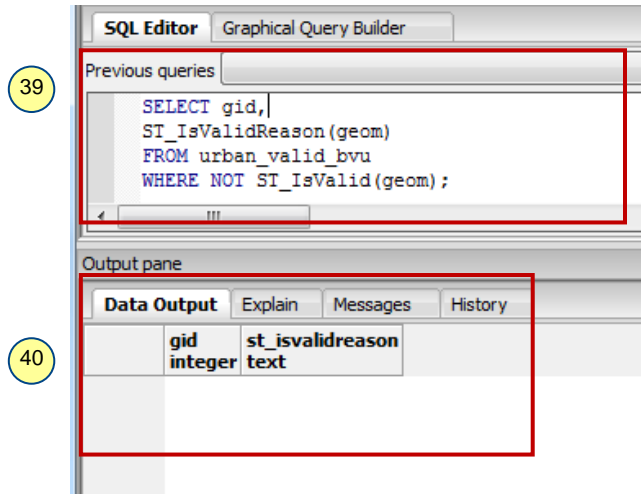 SQL Editor Graphical Query Builder
39
Previous queries
SELECT gid,
ST_IsValidReason(geom)
FROM urban_valid_bvu
WHERE NOT ST_IsValid(geom);
Output pane
Data Output Explain Messages History
40
gid st_isvalidreason
integer text